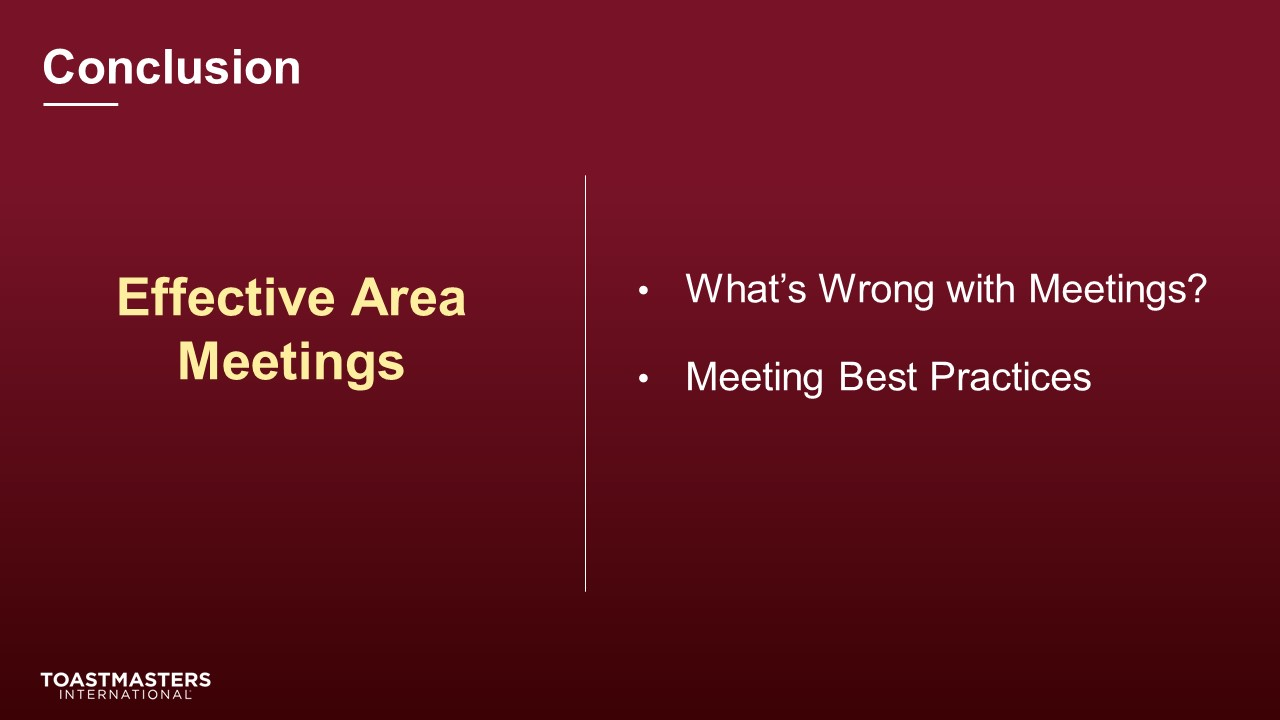 Conclusion
Effective Area
Meetings
• What’s Wrong with Meetings?
• Meeting Best Practices
TOASTMASTERS
INTERNATIONAL